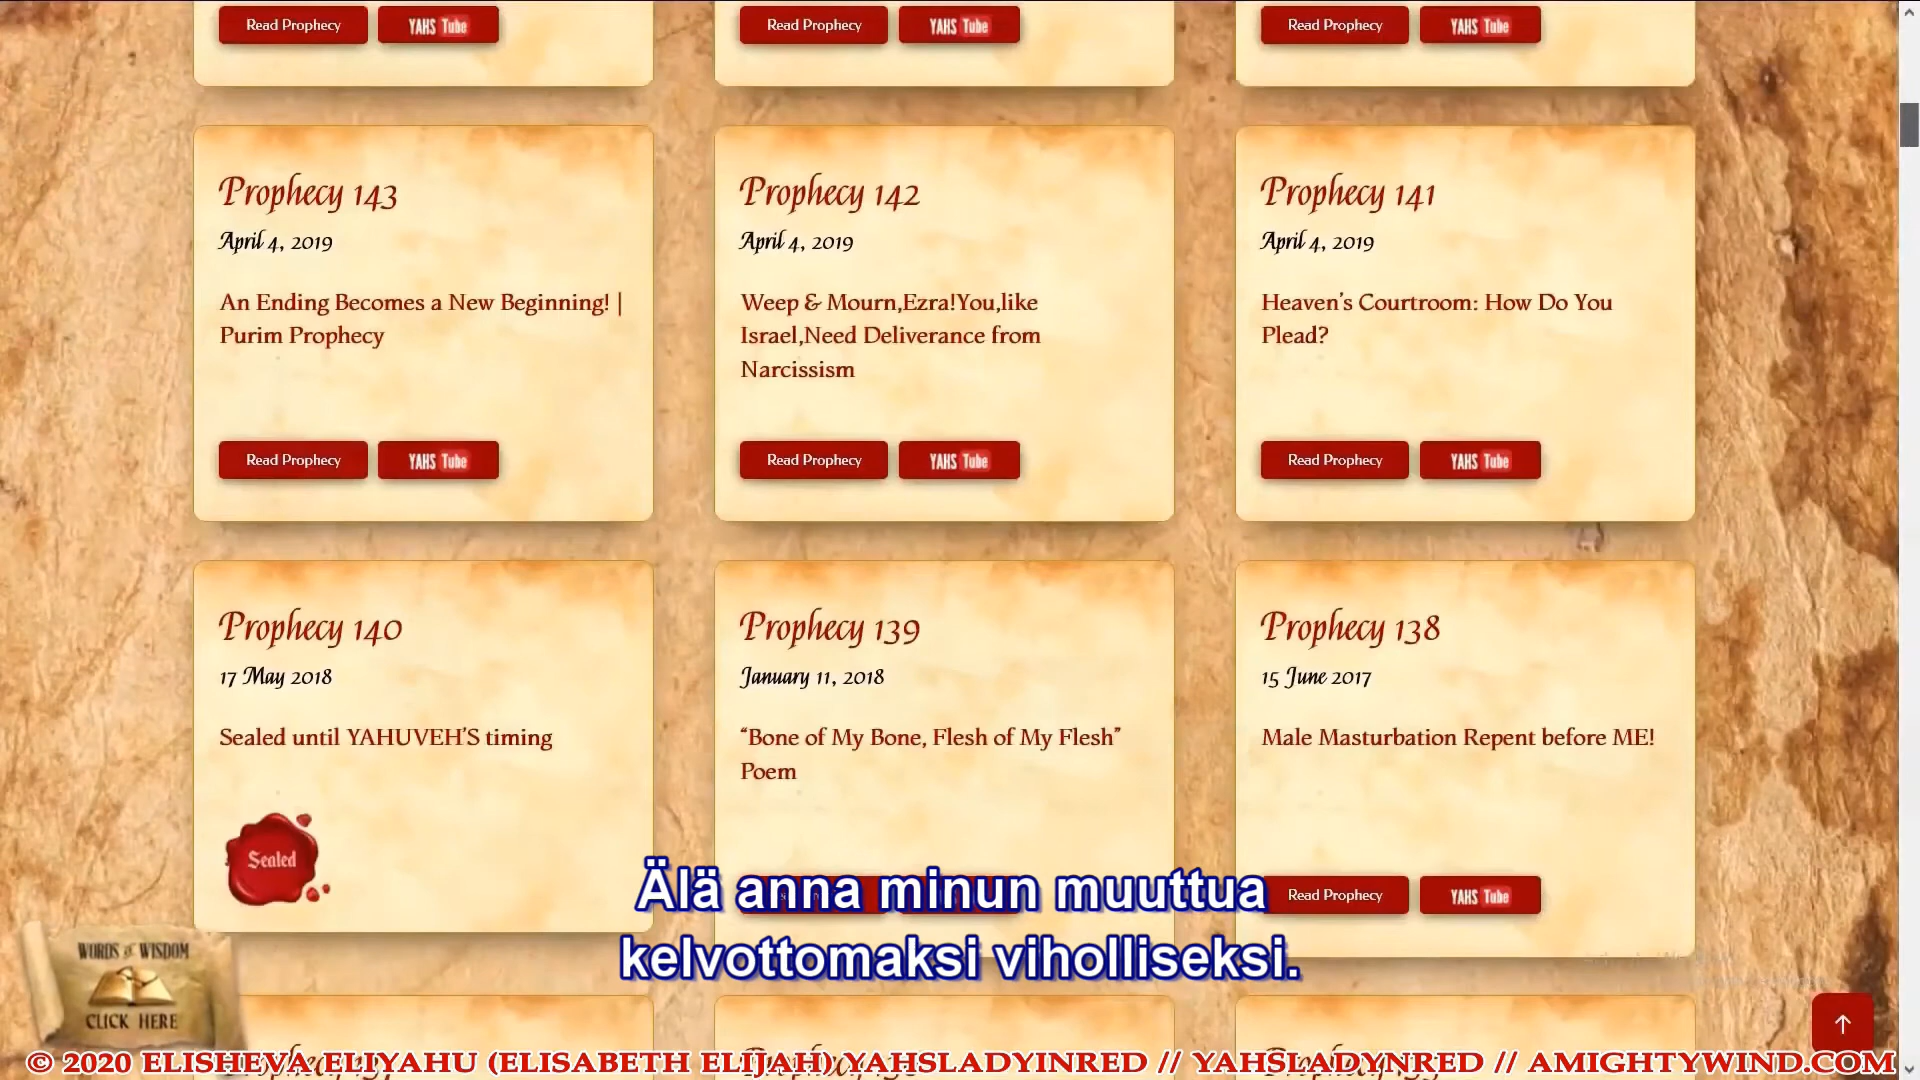 Read Prophecy YAHS Tube
Read Prophecy YAHS Tube
Read Prophecy YAHS Tube
Prophecy 143
April 4, 2019
An Ending Becomes a New Beginning! |
Purim Prophecy
Read Prophecy YAHS Tube
Prophecy 142
April 4, 2019
Weep & Mourn,Ezra!You,like
Israel,Need Deliverance from
Narcissism
Read Prophecy YAHS Tube
Prophecy 141
April 4, 2019
Heaven's Courtroom: How Do You
Plead?
Read Prophecy YAHS Tube
Prophecy 140
17 May 2018
Sealed until YAHUVEH'S timing
Sealed
Prophecy 139
January 11, 2018
“Bone of My Bone, Flesh of My Flesh”
Poem
Prophecy 138
15 June 2017
Male Masturbation Repent before ME!
Read Prophecy YAHS Tube
Älä anna minun muuttua
kelvottomaksi viholliseksi.
WORDS of WISDOM
CLICK HERE
© 2020 ELISHEVA ELIYAHU (ELISABETH ELIJAH) YAHSLADYINRED // YAHSLADYNRED // AMIGHTYWIND.COM